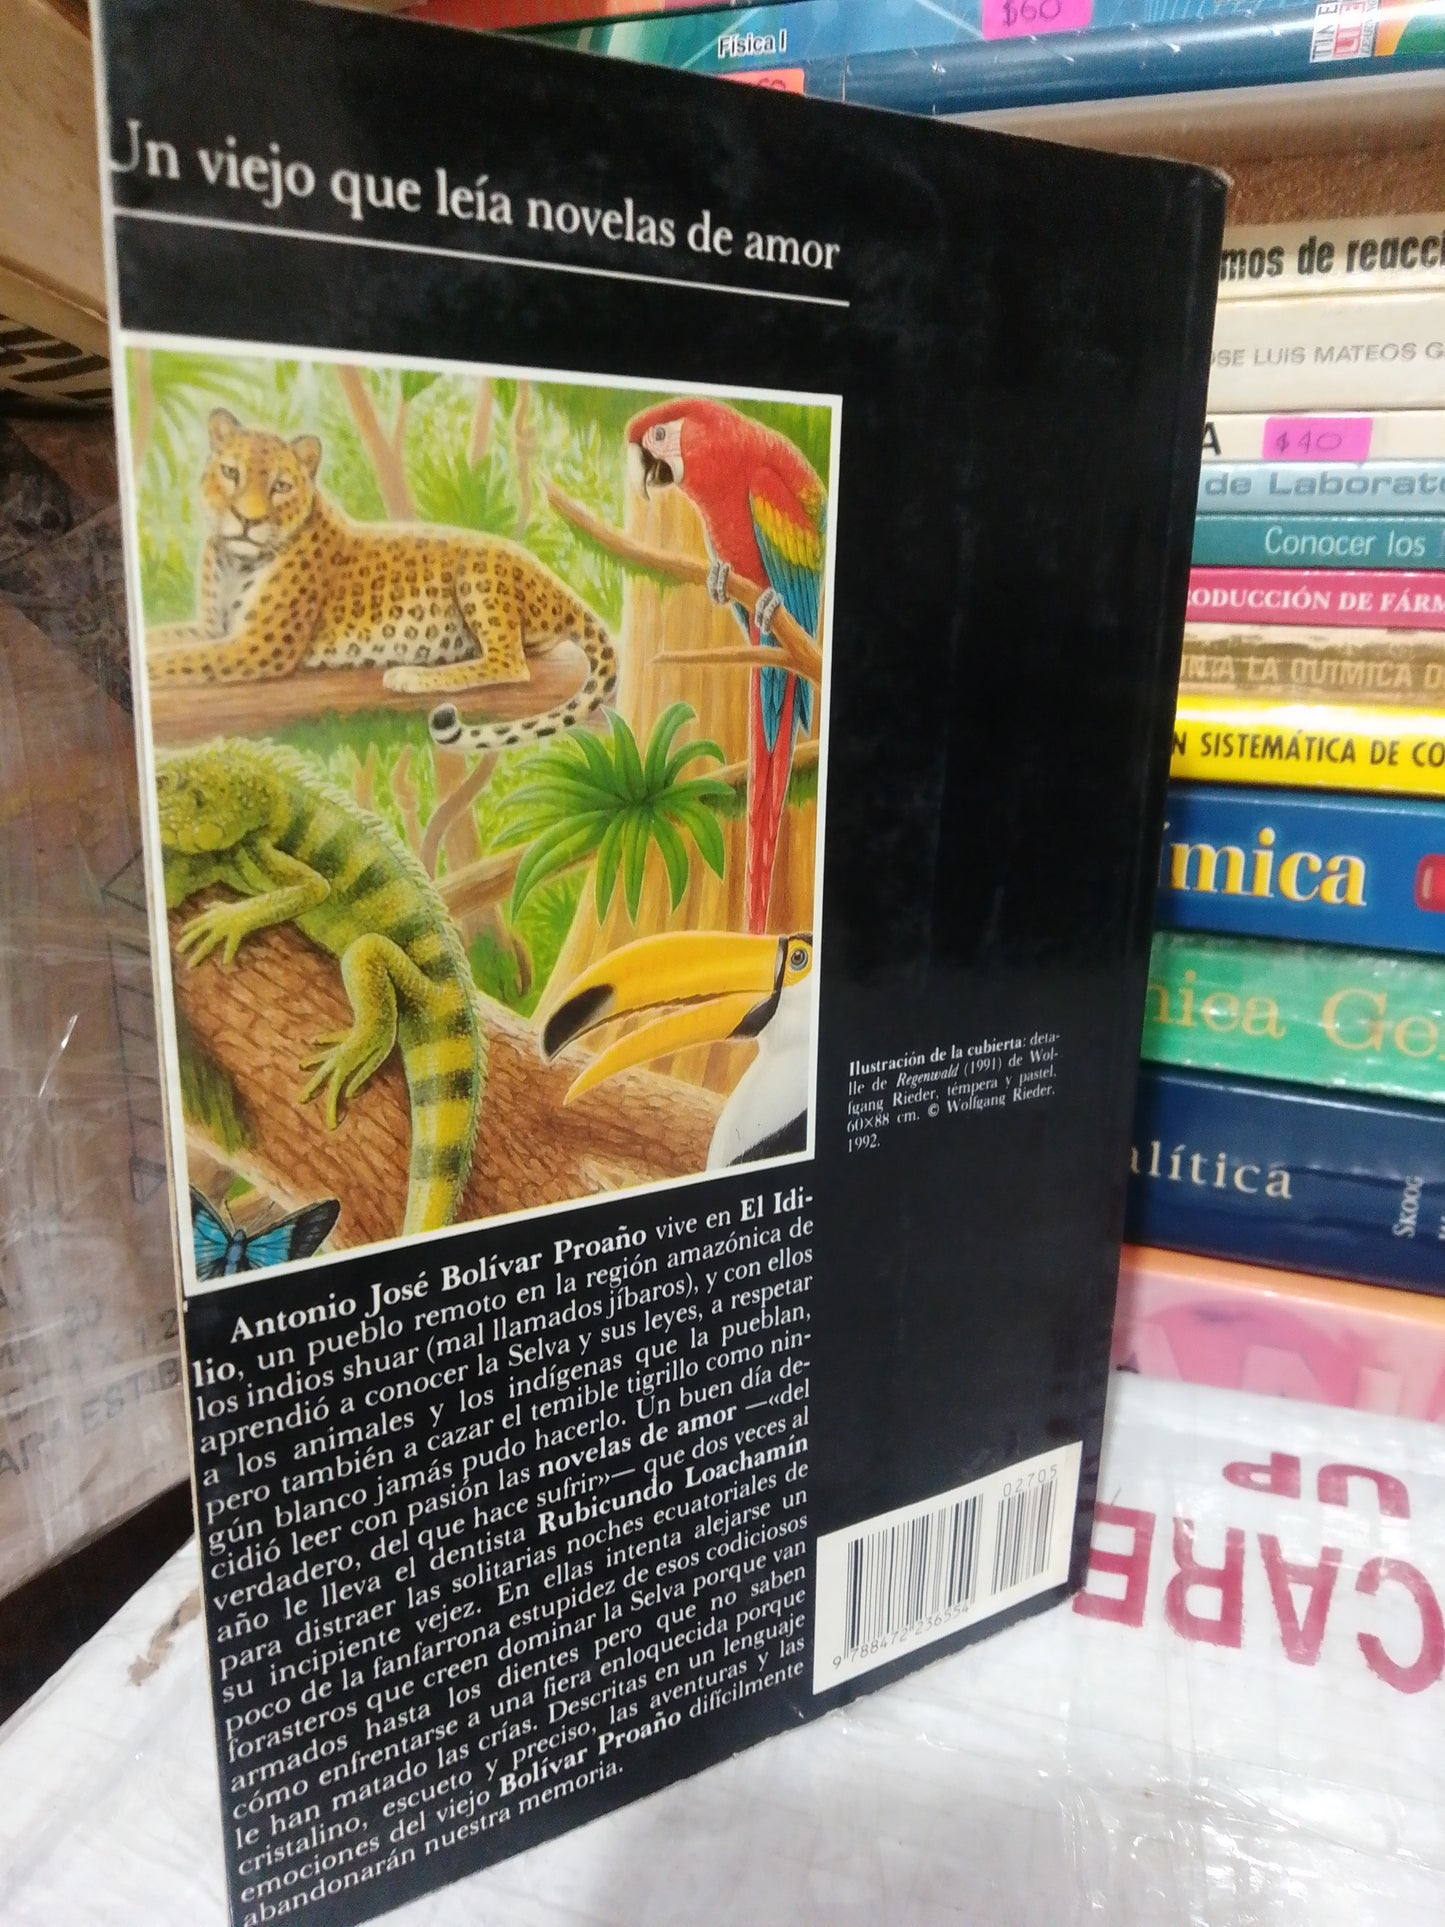 Un viejo que leía novelas de amor
Ilustración de la cubierta: deta-
lle de Regenwald (1991) de Wol-
fgang Rieder, témpera y pastel,
60×88 cm. © Wolfgang Rieder,
1992.
Antonio José Bolívar Proaño vive en El Idi-
lio, un pueblo remoto en la región amazónica de
los indios shuar (mal llamados jíbaros), y con ellos
aprendió a conocer la Selva y sus leyes, a respetar
a los animales y los indígenas que la pueblan,
pero también a cazar el temible tigrillo como nin-
gún blanco jamás pudo hacerlo. Un buen día de-
cidió leer con pasión las novelas de amor —«del
verdadero, del que hace sufrir»— que dos veces al
año le lleva el dentista Rubicundo Loachamín
para distraer las solitarias noches ecuatoriales de
su incipiente vejez. En ellas intenta alejarse un
poco de la fanfarrona estupidez de esos codiciosos
forasteros que creen dominar la Selva porque van
armados hasta los dientes pero que no saben
cómo enfrentarse a una fiera enloquecida porque
le han matado las crías. Descritas en un lenguaje
cristalino, escueto y preciso, las aventuras y las
emociones del viejo Bolívar Proaño difícilmente
abandonarán nuestra memoria.
02705
9 788472 236554
Física I
$60
mos de reacci
OSE LUIS MATEOS G
A
$40
de Laborato
Conocer los
RODUCCIÓN DE FÁRM
LA QUIMICA
N SISTEMÁTICA DE CO
ímica
mica Ge
alítica
SKOOG
CARE
UP